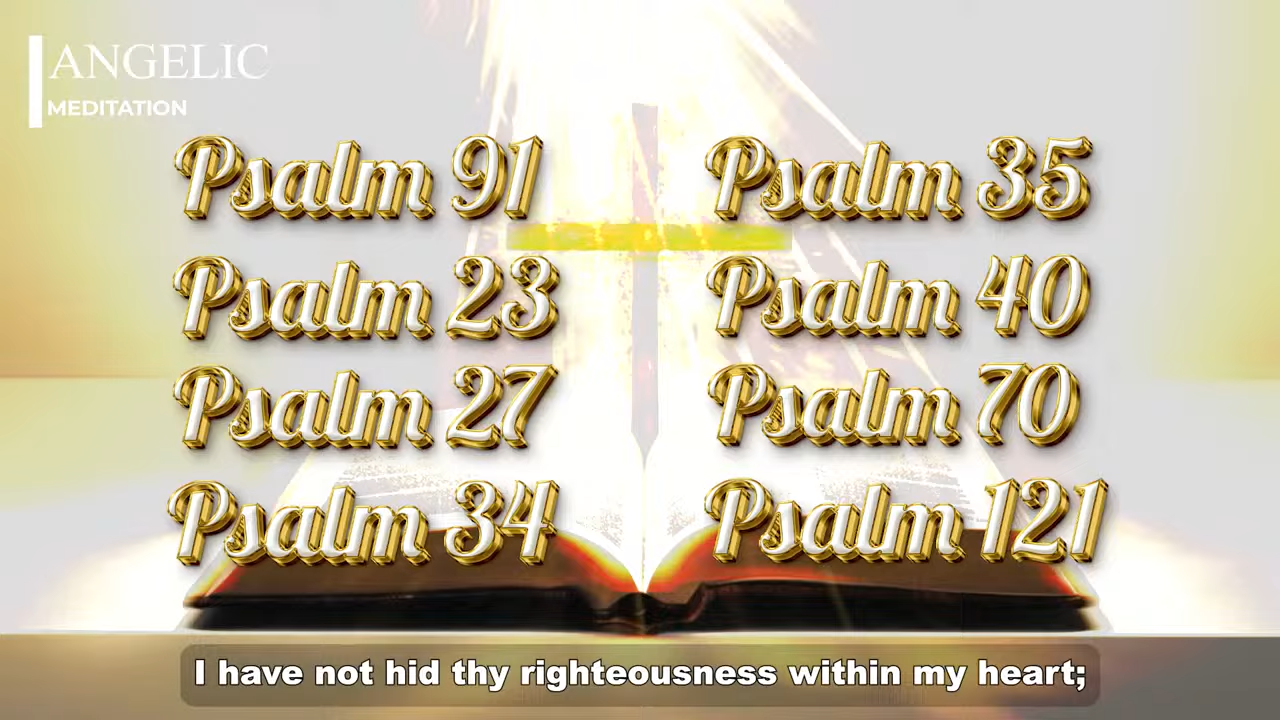 ANGELIC
MEDITATION
Psalm 91
Psalm 23
Psalm 27
Psalm 34
Psalm 35
Psalm 40
Psalm 70
Psalm 121
I have not hid thy righteousness within my heart;